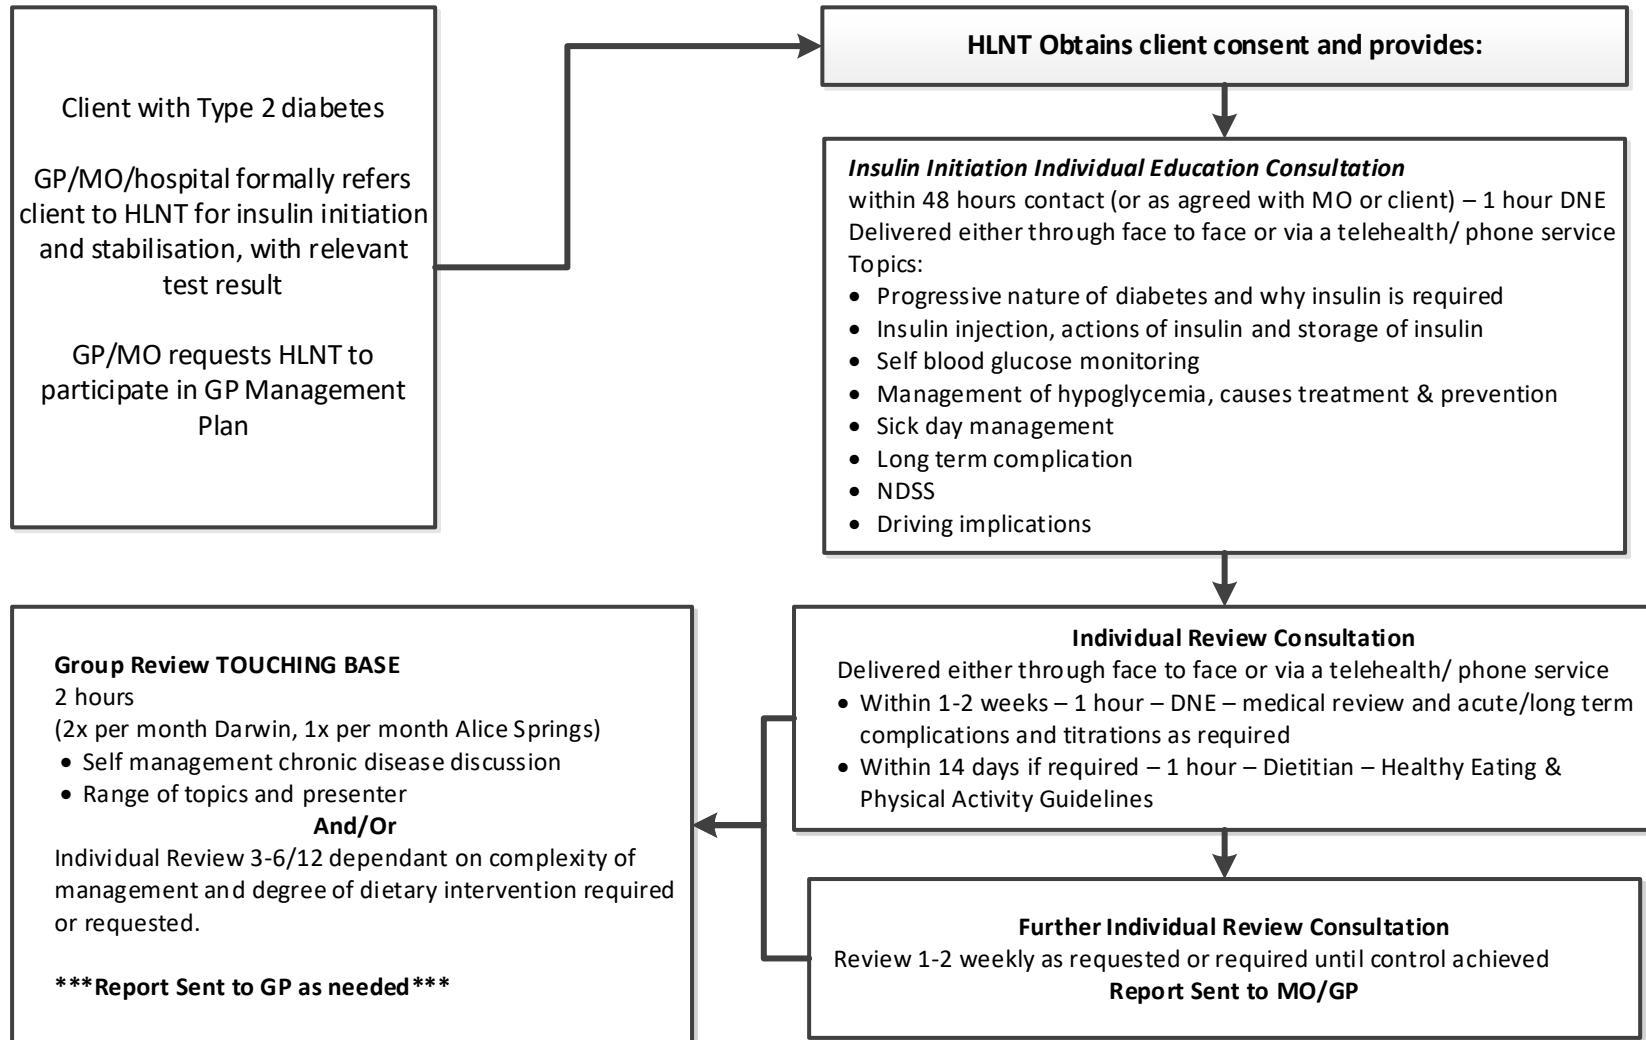 Client with Type 2 diabetes
GP/MO/hospital formally refers
client to HLNT for insulin initiation
and stabilisation, with relevant
test result
GP/MO requests HLNT to
participate in GP Management
Plan
HLNT Obtains client consent and provides:
Insulin Initiation Individual Education Consultation
within 48 hours contact (or as agreed with MO or client) – 1 hour DNE
Delivered either through face to face or via a telehealth/ phone service
Topics:
• Progressive nature of diabetes and why insulin is required
• Insulin injection, actions of insulin and storage of insulin
• Self blood glucose monitoring
• Management of hypoglycemia, causes treatment & prevention
• Sick day management
• Long term complication
• NDSS
• Driving implications
Individual Review Consultation
Delivered either through face to face or via a telehealth/ phone service
• Within 1-2 weeks – 1 hour – DNE – medical review and acute/long term
complications and titrations as required
• Within 14 days if required – 1 hour – Dietitian – Healthy Eating &
Physical Activity Guidelines
Further Individual Review Consultation
Review 1-2 weekly as requested or required until control achieved
Report Sent to MO/GP
Group Review TOUCHING BASE
2 hours
(2x per month Darwin, 1x per month Alice Springs)
• Self management chronic disease discussion
• Range of topics and presenter
And/Or
Individual Review 3-6/12 dependant on complexity of
management and degree of dietary intervention required
or requested.
***Report Sent to GP as needed***